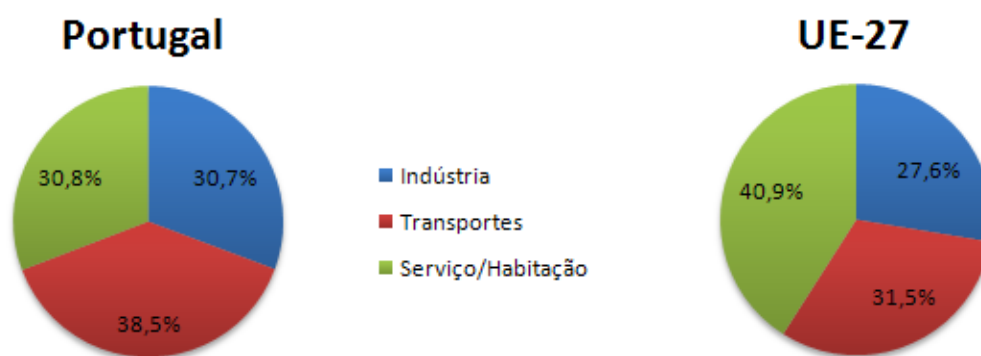 Portugal
UE-27
30,8%
30,7%
38,5%
Indústria
Transportes
Serviço/Habitação
40,9%
27,6%
31,5%